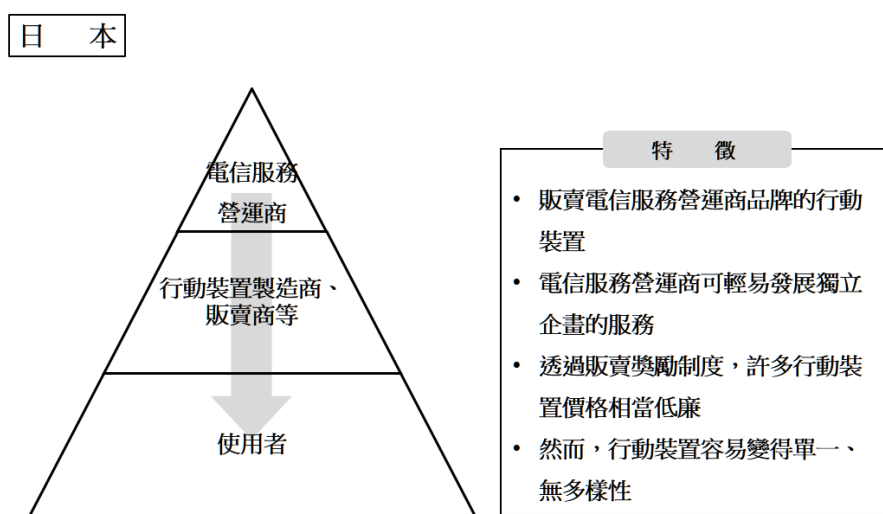 日 本
電信服務
營運商
行動裝置製造商、
販賣商等
使用者
特 徵
• 販賣電信服務營運商品牌的行動
裝置
• 電信服務營運商可輕易發展獨立
企畫的服務
• 透過販賣獎勵制度，許多行動裝
置價格相當低廉
• 然而，行動裝置容易變得單一、
無多樣性